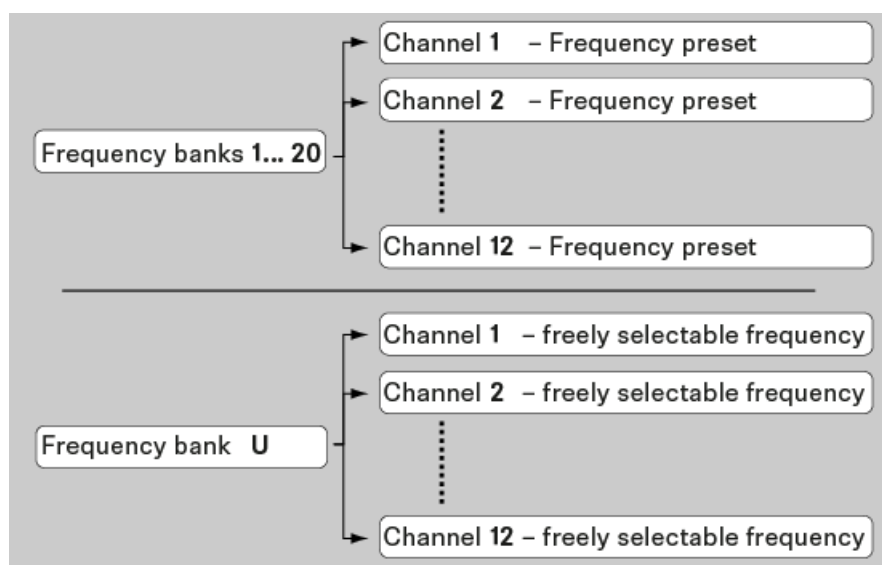 Channel 1 – Frequency preset
Channel 2 – Frequency preset
Frequency banks 1... 20
Channel 12 – Frequency preset
Channel 1 – freely selectable frequency
Channel 2 – freely selectable frequency
Frequency bank U
Channel 12 – freely selectable frequency